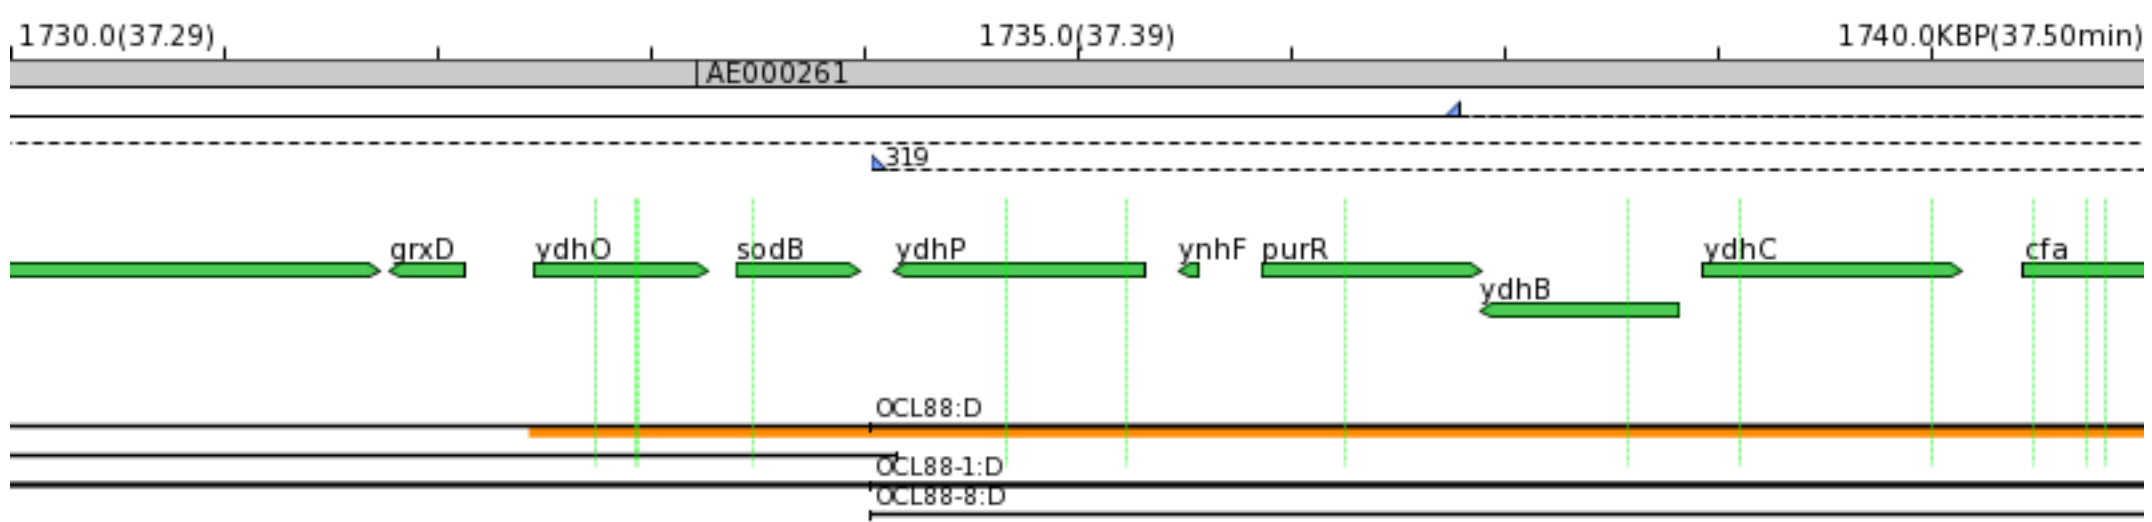 1730.0(37.29) 1735.0(37.39) 1740.0KBP(37.50min)
AE000261
319
grxD ydhO sodB ydhP ynhF purR ydhC cfa
ydhB
OCL88:D
OCL88-1:D
OCL88-8:D